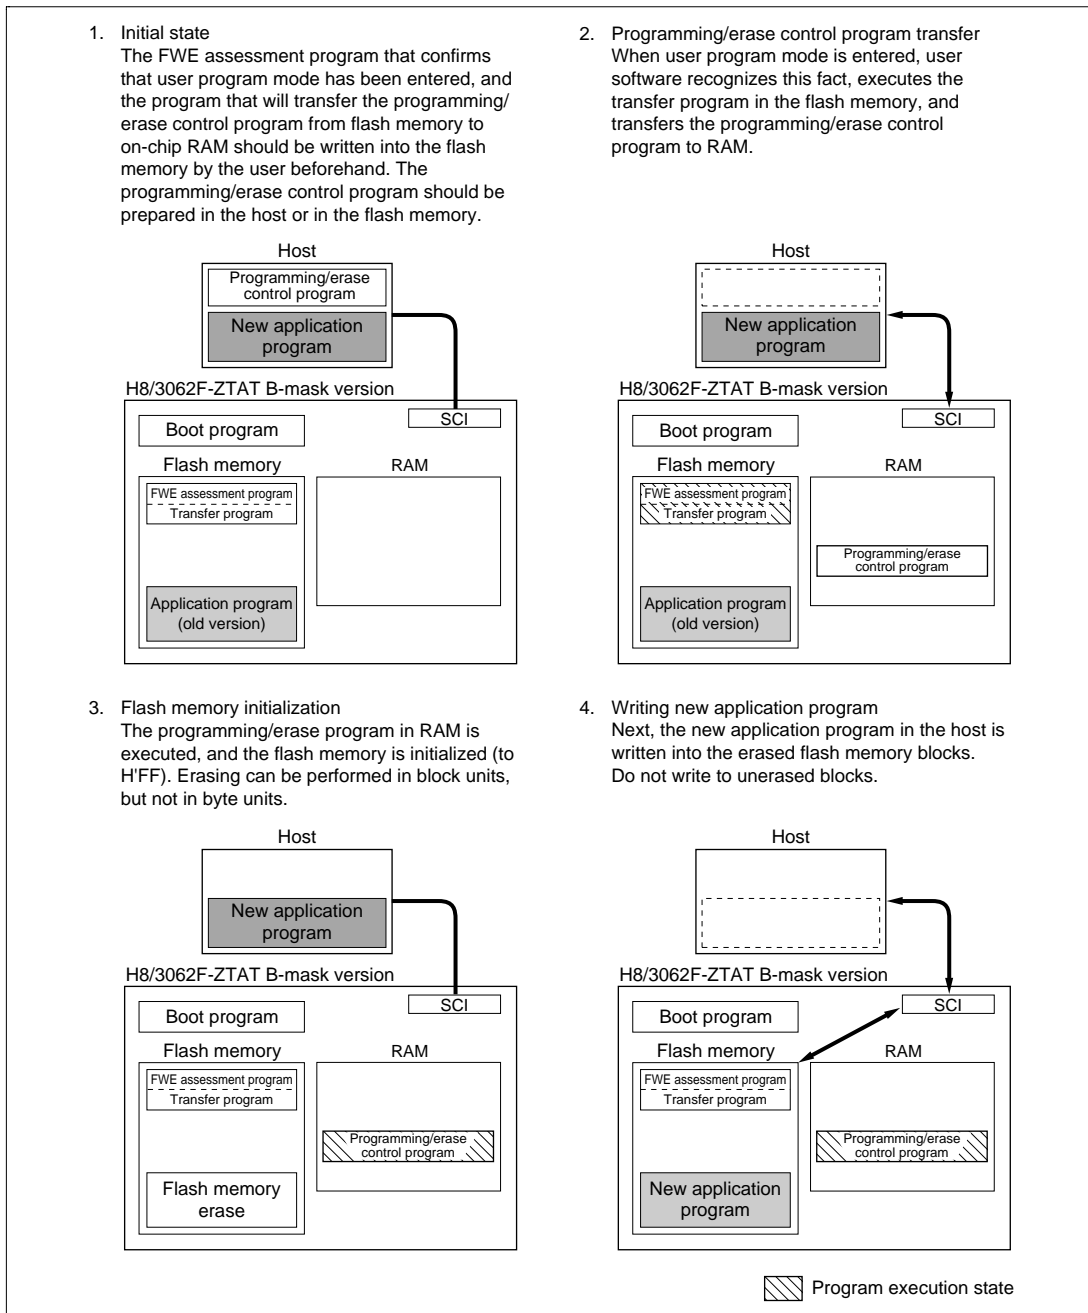 1. Initial state
The FWE assessment program that confirms
that user program mode has been entered, and
the program that will transfer the programming/
erase control program from flash memory to
on-chip RAM should be written into the flash
memory by the user beforehand. The
programming/erase control program should be
prepared in the host or in the flash memory.
Host
Programming/erase
control program
New application
program
H8/3062F-ZTAT B-mask version
SCI
Boot program
Flash memory
RAM
FWE assessment program
Transfer program
Application program
(old version)
2. Programming/erase control program transfer
When user program mode is entered, user
software recognizes this fact, executes the
transfer program in the flash memory, and
transfers the programming/erase control
program to RAM.
Host
New application
program
H8/3062F-ZTAT B-mask version
SCI
Boot program
Flash memory
RAM
FWE assessment program
Transfer program
Programming/erase
control program
Application program
(old version)
3. Flash memory initialization
The programming/erase program in RAM is
executed, and the flash memory is initialized (to
H'FF). Erasing can be performed in block units,
but not in byte units.
Host
New application
program
H8/3062F-ZTAT B-mask version
SCI
Boot program
Flash memory
RAM
FWE assessment program
Transfer program
Programming/erase
control program
Flash memory
erase
4. Writing new application program
Next, the new application program in the host is
written into the erased flash memory blocks.
Do not write to unerased blocks.
Host
H8/3062F-ZTAT B-mask version
SCI
Boot program
Flash memory
RAM
FWE assessment program
Transfer program
Programming/erase
control program
New application
program
Program execution state